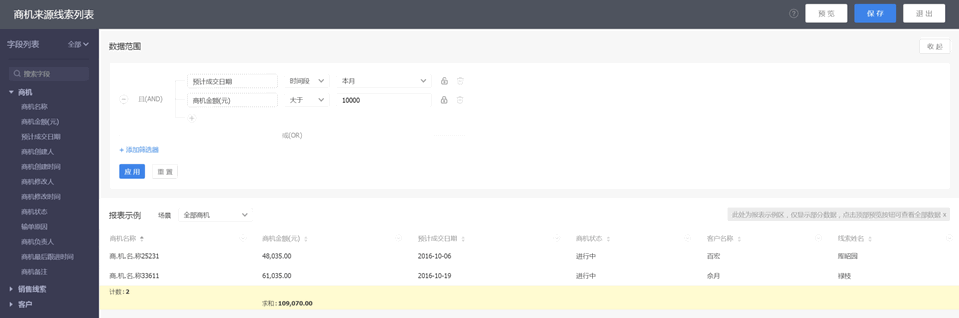 商机来源线索列表
预 览
保 存
退 出
字段列表
全部
搜索字段
商机
商机名称
商机金额(元)
预计成交日期
商机创建人
商机创建时间
商机修改人
商机修改时间
商机状态
输单原因
商机负责人
商机最后跟进时间
商机备注
销售线索
客户
数据范围
收 起
且(AND)
预计成交日期 时间段 本月
商机金额(元) 大于 10000
或(OR)
+ 添加筛选器
应 用 重 置
报表示例 场景 全部商机
此处为报表示例区，仅显示部分数据，点击顶部预览按钮可查看全部数据 x
商机名称 商机金额(元) 预计成交日期 商机状态 客户名称 线索姓名
商.机.名.称25231 48,035.00 2016-10-06 进行中 百宏
商.机.名.称33611 61,035.00 2016-10-19 进行中 余月 绿枝
计数: 2
求和: 109,070.00